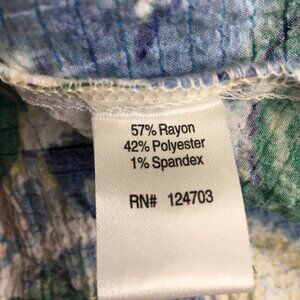 57% Rayon
42% Polyester
1% Spandex
RN# 124703